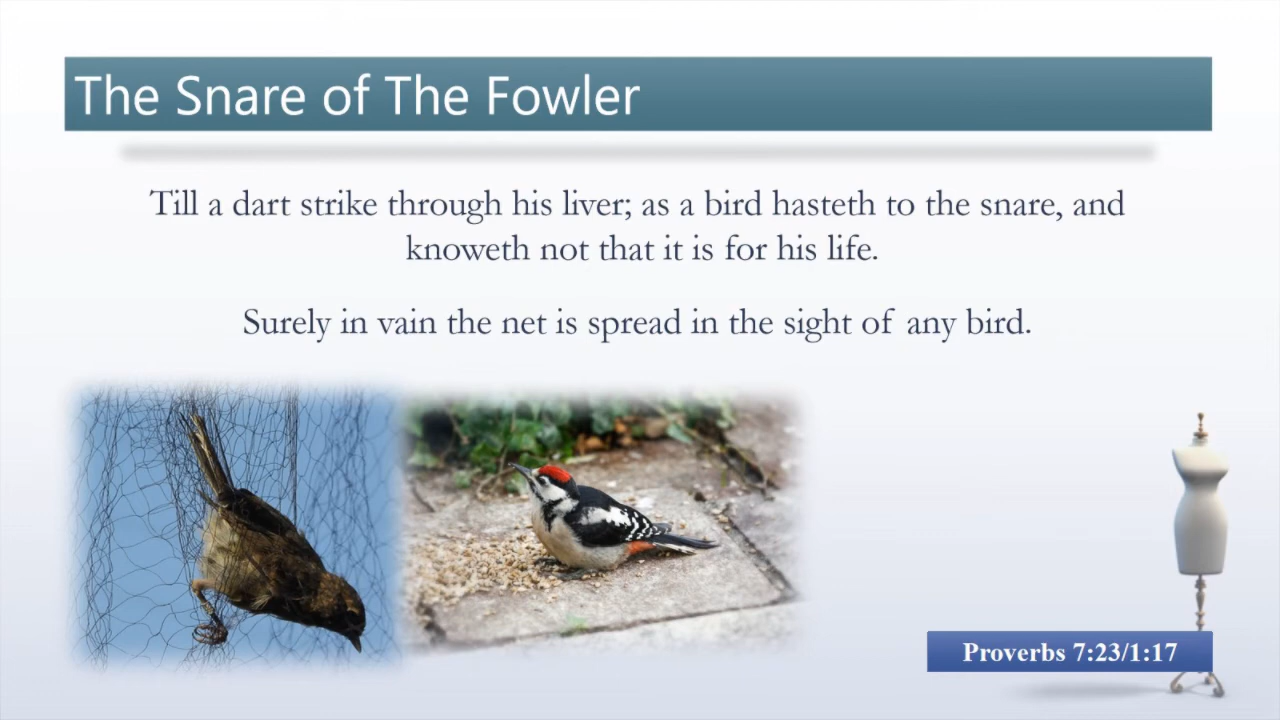 The Snare of The Fowler
Till a dart strike through his liver; as a bird hasteth to the snare, and
knoweth not that it is for his life.
Surely in vain the net is spread in the sight of any bird.
Proverbs 7:23/1:17